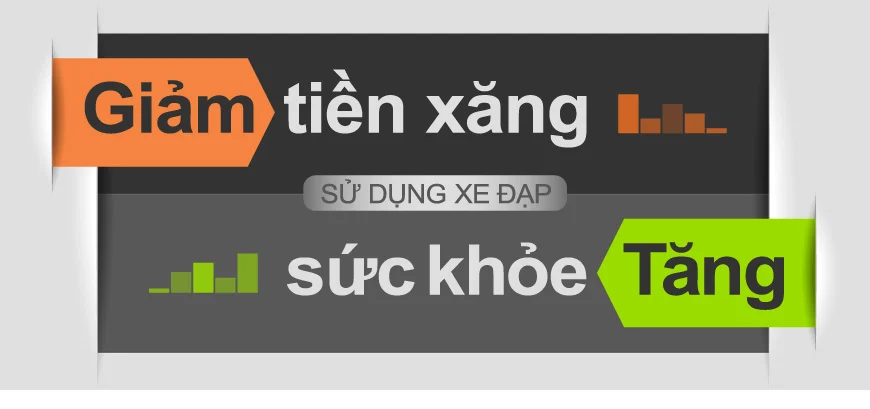 Giảm tiền xăng
SỬ DỤNG XE ĐẠP
sức khỏe Tăng